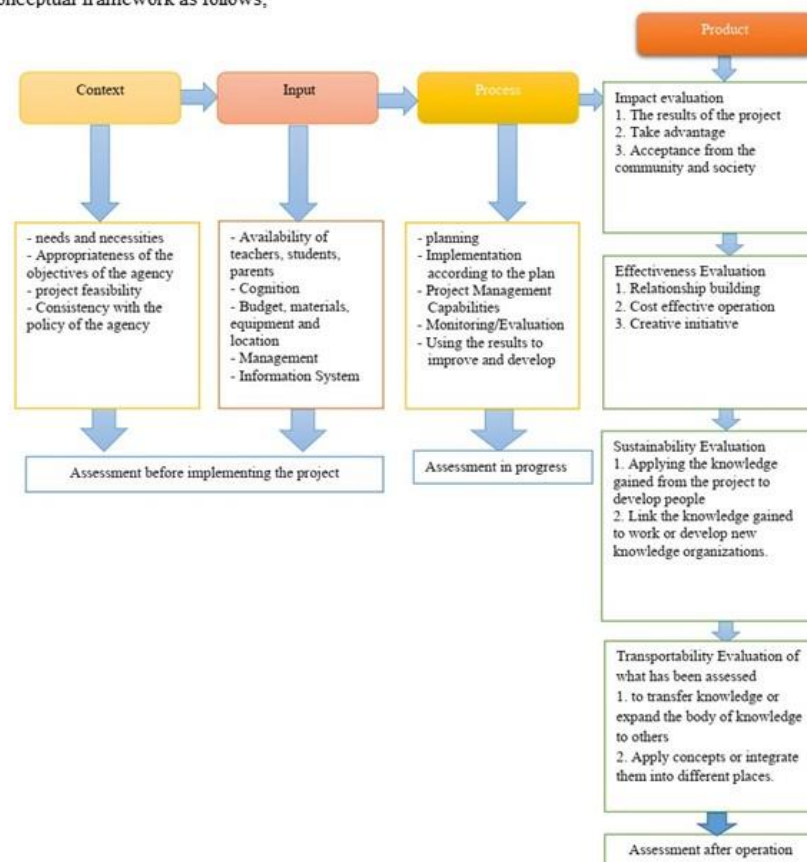 conceptual framework as follows;
Product
Context
Input
Process
Impact evaluation
1. The results of the project
2. Take advantage
3. Acceptance from the
community and society
- needs and necessities
- Appropriateness of the
objectives of the agency
- project feasibility
- Consistency with the
policy of the agency
- Availability of
teachers, students,
parents
- Cognition
- Budget, materials,
equipment and
location
- Management
- Information System
- planning
- Implementation
according to the plan
- Project Management
Capabilities
- Monitoring/Evaluation
- Using the results to
improve and develop
Effectiveness Evaluation
1. Relationship building
2. Cost effective operation
3. Creative initiative
Assessment before implementing the project
Assessment in progress
Sustainability Evaluation
1. Applying the knowledge
gained from the project to
develop people
2. Link the knowledge gained
to work or develop new
knowledge organizations.
Transportability Evaluation of
what has been assessed
1. to transfer knowledge or
expand the body of knowledge
to others
2. Apply concepts or integrate
them into different places.
Assessment after operation